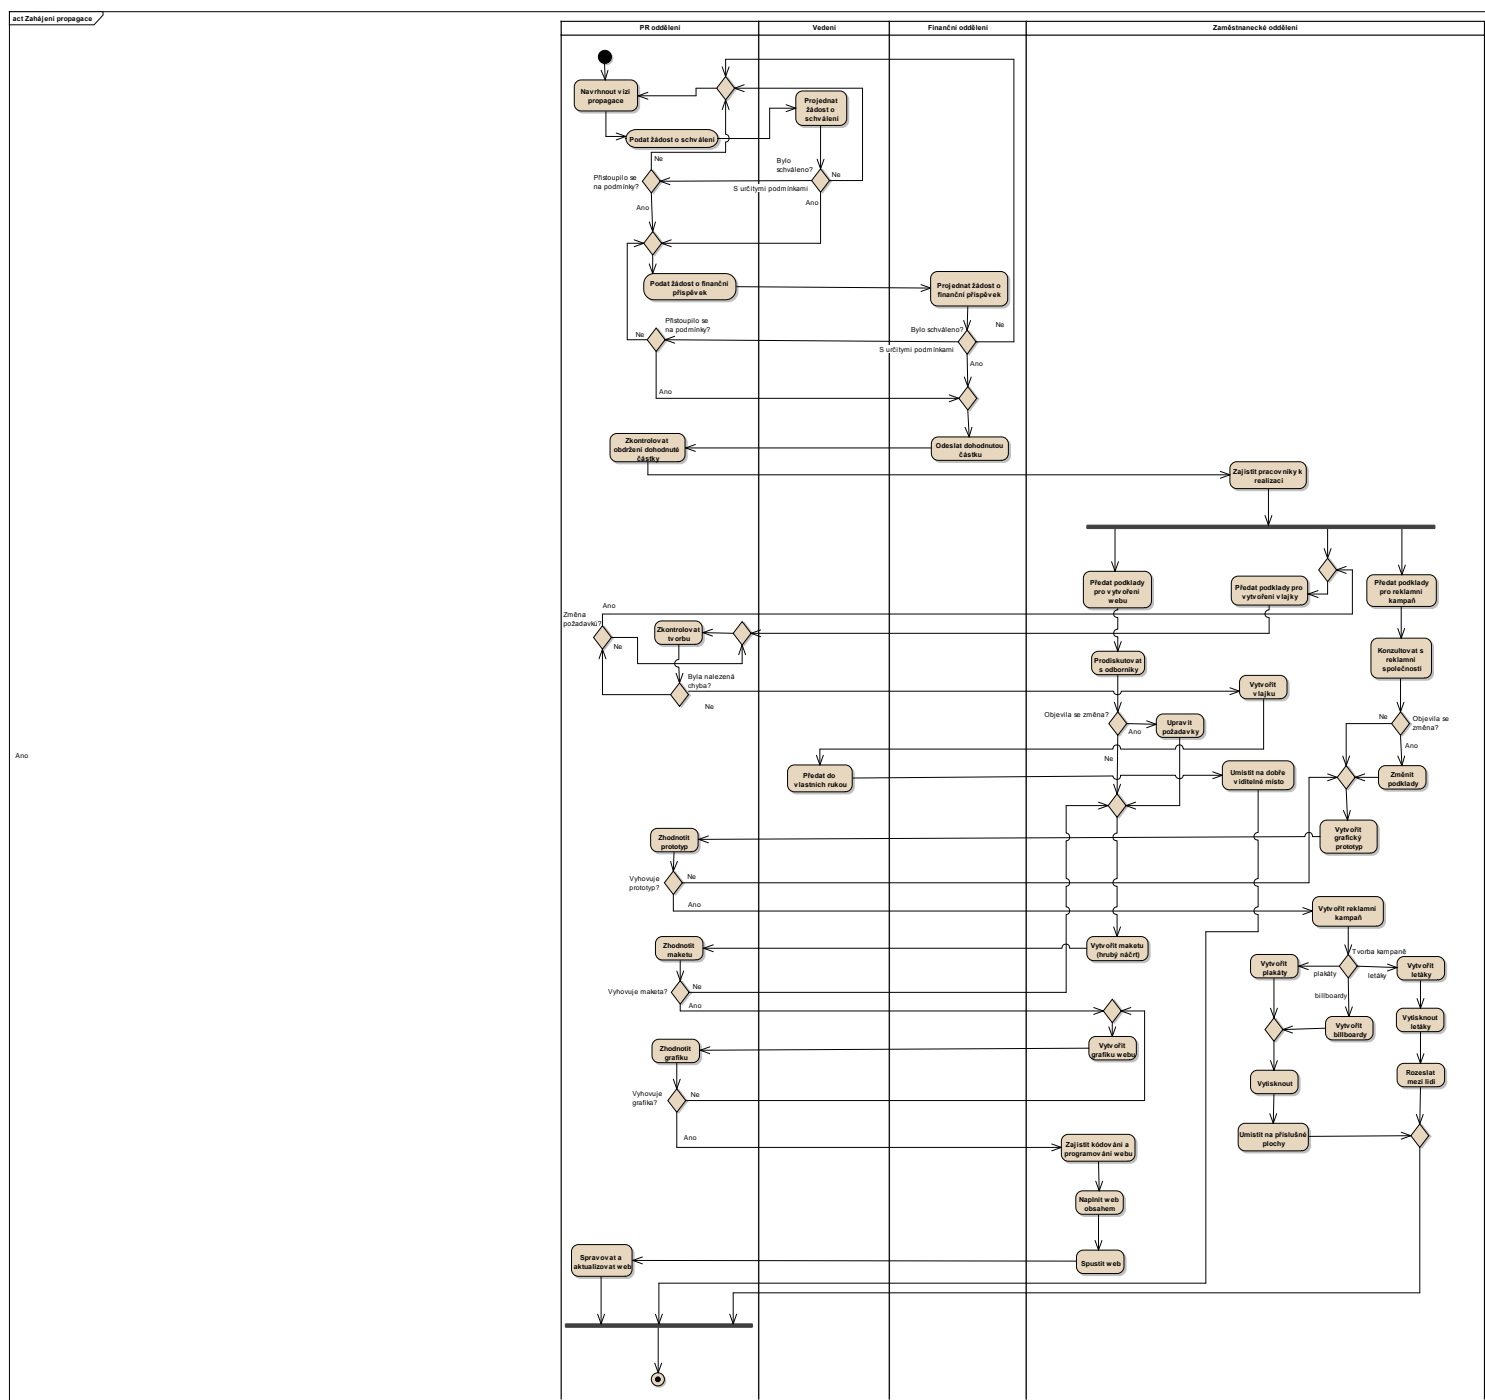 act Zahájení propagace
PR oddělení
Vedení
Finanční oddělení
Zaměstnanecké oddělení
Navrhnout vizi
propagace
Projednat
žádost o
schválení
Podat žádost o schválení
Ne
Bylo
schváleno?
Ne
Přistoupilo se
na podmínky?
S určitými podmínkami
Ano
Ano
Podat žádost o finanční
příspěvek
Projednat žádost o
finanční příspěvek
Přistoupilo se
na podmínky?
Ne
Bylo schváleno?
Ne
S určitými podmínkami
Ano
Ano
Zkontrolovat
obdržení dohodnuté
částky
Odeslat dohodnutou
částku
Zajistit pracovníky k
realizaci
Předat podklady
pro vytvoření
webu
Předat podklady pro
vytvoření vlajky
Předat podklady
pro reklamní
kampaň
Ano
Změna
požadavků?
Ne
Zkontrolovat
tvorbu
Prodiskutovat
s odborníky
Konzultovat s
reklamní
společností
Byla nalezená
chyba?
Ne
Vytvořit
vlajku
Objevila se změna?
Ano
Upravit
požadavky
Ne
Objevila se
změna?
Ano
Ano
Ne
Předat do
vlastních rukou
Umístit na dobře
viditelné místo
Změnit
podklady
Zhodnotit
prototyp
Vytvořit
grafický
prototyp
Vyhovuje
prototyp?
Ne
Ano
Vytvořit reklamní
kampaň
Zhodnotit
maketu
Vytvořit maketu
(hrubý náčrt)
Tvorba kampaně
Vytvořit
plakáty
plakáty
letáky
Vytvořit
letáky
Vyhovuje maketa?
Ne
Ano
billboardy
Vytvořit
billboardy
Vytisknout
letáky
Zhodnotit
grafiku
Vytvořit
grafiku webu
Vyhovuje
grafika?
Ne
Vytisknout
Rozeslat
mezi lidi
Ano
Zajistit kódování a
programování webu
Umístit na příslušné
plochy
Naplnit web
obsahem
Spravovat a
aktualizovat web
Spustit web